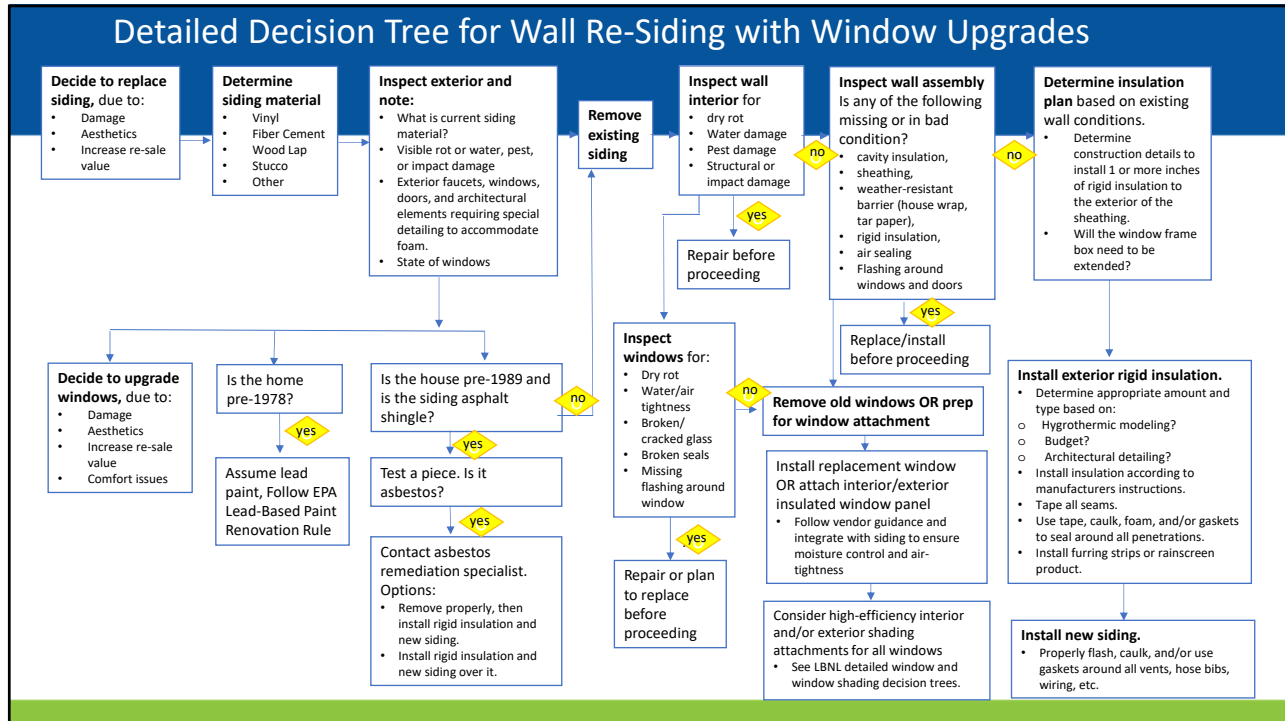 Detailed Decision Tree for Wall Re-Siding with Window Upgrades
Decide to replace
siding, due to:
• Damage
• Aesthetics
• Increase re-sale
value
Determine
siding material
• Vinyl
• Fiber Cement
• Wood Lap
• Stucco
• Other
Inspect exterior and
note:
• What is current siding
material?
• Visible rot or water, pest,
or impact damage
• Exterior faucets, windows,
doors, and architectural
elements requiring special
detailing to accommodate
foam.
• State of windows
Remove
existing
siding
Inspect wall
interior for
• dry rot
• Water damage
• Pest damage
• Structural or
impact damage
no
yes
Repair before
proceeding
Inspect wall assembly
Is any of the following
missing or in bad
condition?
• cavity insulation,
• sheathing,
• weather-resistant
barrier (house wrap,
tar paper),
• rigid insulation,
• air sealing
• Flashing around
windows and doors
no
yes
Replace/install
before proceeding
Determine insulation
plan based on existing
wall conditions.
• Determine
construction details to
install 1 or more inches
of rigid insulation to
the exterior of the
sheathing.
• Will the window frame
box need to be
extended?
Decide to upgrade
windows, due to:
• Damage
• Aesthetics
• Increase re-sale
value
• Comfort issues
Is the home
pre-1978?
yes
Assume lead
paint, Follow EPA
Lead-Based Paint
Renovation Rule
Is the house pre-1989 and
is the siding asphalt
shingle?
no
yes
Test a piece. Is it
asbestos?
yes
Contact asbestos
remediation specialist.
Options:
• Remove properly, then
install rigid insulation and
new siding.
• Install rigid insulation and
new siding over it.
Inspect
windows for:
• Dry rot
• Water/air
tightness
• Broken/
cracked glass
• Broken seals
• Missing
flashing around
window
no
yes
Repair or plan
to replace
before
proceeding
Remove old windows OR prep
for window attachment
Install replacement window
OR attach interior/exterior
insulated window panel
• Follow vendor guidance and
integrate with siding to ensure
moisture control and air-
tightness
Consider high-efficiency interior
and/or exterior shading
attachments for all windows
• See LBNL detailed window and
window shading decision trees.
Install exterior rigid insulation.
• Determine appropriate amount and
type based on:
o Hygrothermic modeling?
o Budget?
o Architectural detailing?
• Install insulation according to
manufacturers instructions.
• Tape all seams.
• Use tape, caulk, foam, and/or gaskets
to seal around all penetrations.
• Install furring strips or rainscreen
product.
Install new siding.
• Properly flash, caulk, and/or use
gaskets around all vents, hose bibs,
wiring, etc.